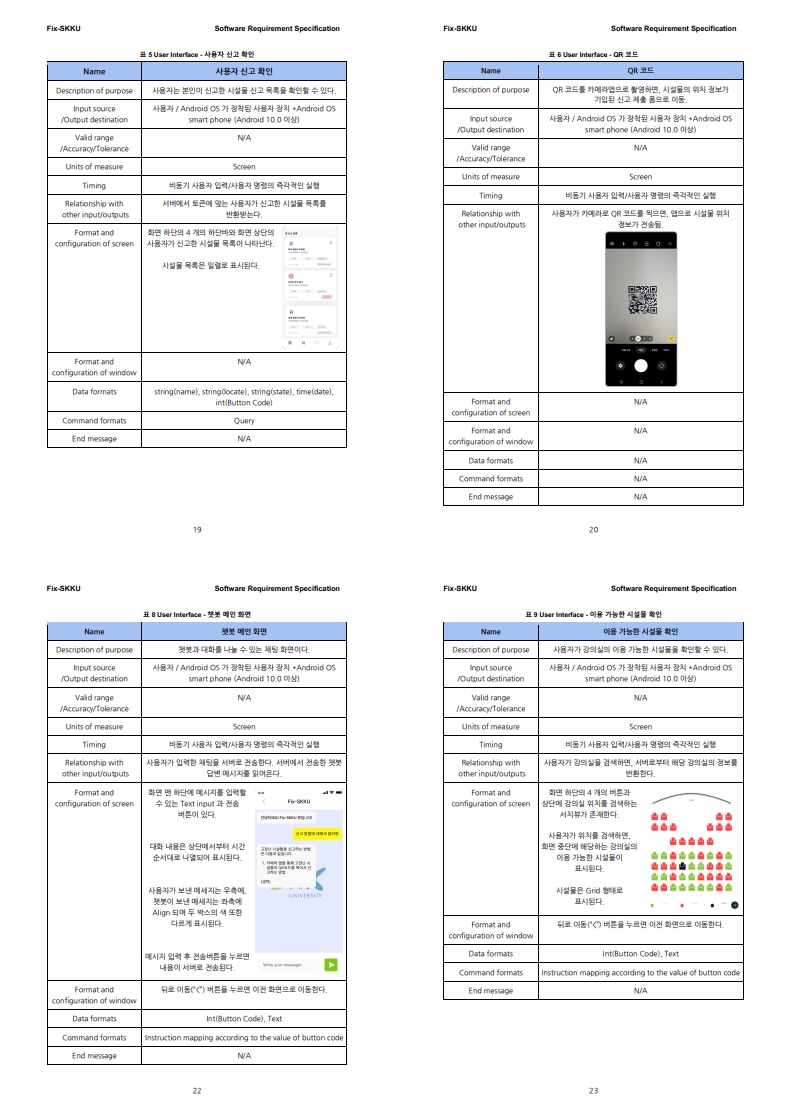 Fix-SKKU
Software Requirement Specification
표 5 User Interface - 사용자 신고 확인
Name
사용자 신고 확인
Description of purpose
사용자는 본인이 신고한 시설물 신고 목록을 확인할 수 있다.
Input source
/Output destination
사용자 / Android OS 가 장착된 사용자 장치 *Android OS
smart phone (Android 10.0 이상)
Valid range
/Accuracy/Tolerance
N/A
Units of measure
Screen
Timing
비동기 사용자 입력/사용자 명령의 즉각적인 실행
Relationship with
other input/outputs
서버에서 토큰에 맞는 사용자가 신고한 시설물 목록을
반환받는다.
Format and
configuration of screen
화면 하단의 4 개의 하단바와 화면 상단의
사용자가 신고한 시설물 목록이 나타난다.
시설물 목록은 일렬로 표시된다.
Format and
configuration of window
N/A
Data formats
string(name), string(locate), string(state), time(date),
int(Button Code)
Command formats
Query
End message
N/A
19
Fix-SKKU
Software Requirement Specification
표 6 User Interface - QR 코드
Name
QR 코드
Description of purpose
QR 코드를 카메라앱으로 촬영하면, 시설물의 위치 정보가
기입된 신고 제출 폼으로 이동.
Input source
/Output destination
사용자 / Android OS 가 장착된 사용자 장치 *Android OS
smart phone (Android 10.0 이상)
Valid range
/Accuracy/Tolerance
N/A
Units of measure
Screen
Timing
비동기 사용자 입력/사용자 명령의 즉각적인 실행
Relationship with
other input/outputs
사용자가 카메라로 QR 코드를 찍으면, 앱으로 시설물 위치
정보가 전송됨.
Format and
configuration of screen
N/A
Format and
configuration of window
N/A
Data formats
N/A
Command formats
N/A
End message
N/A
20
Fix-SKKU
Software Requirement Specification
표 8 User Interface - 챗봇 메인 화면
Name
챗봇 메인 화면
Description of purpose
챗봇과 대화를 나눌 수 있는 채팅 화면이다.
Input source
/Output destination
사용자 / Android OS 가 장착된 사용자 장치 *Android OS
smart phone (Android 10.0 이상)
Valid range
/Accuracy/Tolerance
N/A
Units of measure
Screen
Timing
비동기 사용자 입력/사용자 명령의 즉각적인 실행
Relationship with
other input/outputs
사용자가 입력한 채팅을 서버로 전송한다. 서버에서 전송한 챗봇
답변 메시지를 읽어온다.
Format and
configuration of screen
화면 맨 하단에 메시지를 입력할
수 있는 Text input 과 전송
버튼이 있다.
대화 내용은 상단에서부터 시간
순서대로 나열되어 표시된다.
사용자가 보낸 메세지는 우측에,
챗봇이 보낸 메세지는 좌측에
Align 되며 두 박스의 색 또한
다르게 표시된다.
메시지 입력 후 전송버튼을 누르면
내용이 서버로 전송된다.
Fix-SKKU
안녕하세요! Fix-SKKU 봇입니다!
신고 방법에 대해서 알려줘
고장난 시설물을 신고하는 방법
은 다음과 같습니다.
UNIVERSITY
Write your message!
Format and
configuration of window
뒤로 이동("<") 버튼을 누르면 이전 화면으로 이동한다.
Data formats
Int(Button Code), Text
Command formats
Instruction mapping according to the value of button code
End message
N/A
22
Fix-SKKU
Software Requirement Specification
표 9 User Interface - 이용 가능한 시설물 확인
Name
이용 가능한 시설물 확인
Description of purpose
사용자가 강의실의 이용 가능한 시설물을 확인할 수 있다.
Input source
/Output destination
사용자 / Android OS 가 장착된 사용자 장치 *Android OS
smart phone (Android 10.0 이상)
Valid range
/Accuracy/Tolerance
N/A
Units of measure
Screen
Timing
비동기 사용자 입력/사용자 명령의 즉각적인 실행
Relationship with
other input/outputs
사용자가 강의실을 검색하면, 서버로부터 해당 강의실의 정보를
반환한다.
Format and
configuration of screen
화면 하단의 4 개의 버튼과
상단에 강의실 위치를 검색하는
서치뷰가 존재한다.
사용자가 위치를 검색하면,
화면 중단에 해당하는 강의실의
이용 가능한 시설물이
표시된다.
시설물은 Grid 형태로
표시된다.
Format and
configuration of window
뒤로 이동("<") 버튼을 누르면 이전 화면으로 이동한다.
Data formats
Int(Button Code), Text
Command formats
Instruction mapping according to the value of button code
End message
N/A
23